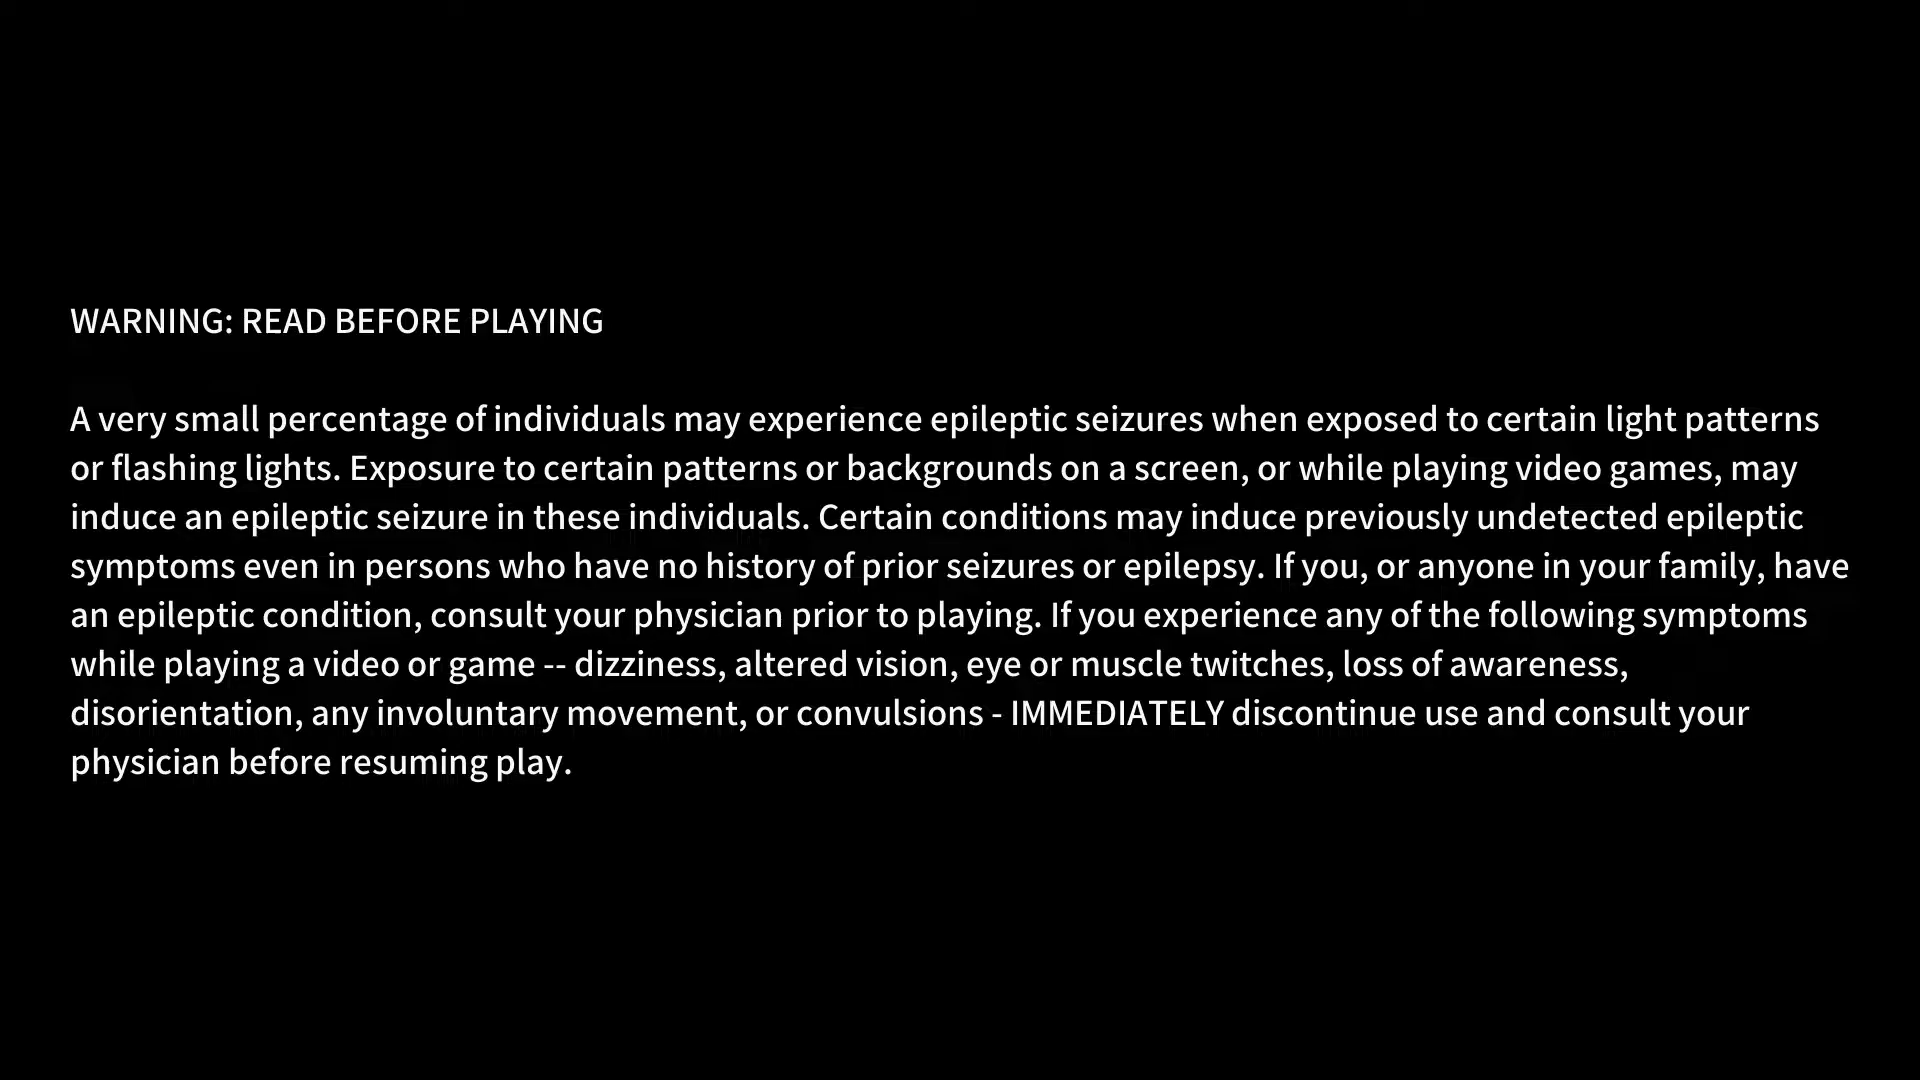 WARNING: READ BEFORE PLAYING
A very small percentage of individuals may experience epileptic seizures when exposed to certain light patterns
or flashing lights. Exposure to certain patterns or backgrounds on a screen, or while playing video games, may
induce an epileptic seizure in these individuals. Certain conditions may induce previously undetected epileptic
symptoms even in persons who have no history of prior seizures or epilepsy. If you, or anyone in your family, have
an epileptic condition, consult your physician prior to playing. If you experience any of the following symptoms
while playing a video or game -- dizziness, altered vision, eye or muscle twitches, loss of awareness,
disorientation, any involuntary movement, or convulsions - IMMEDIATELY discontinue use and consult your
physician before resuming play.